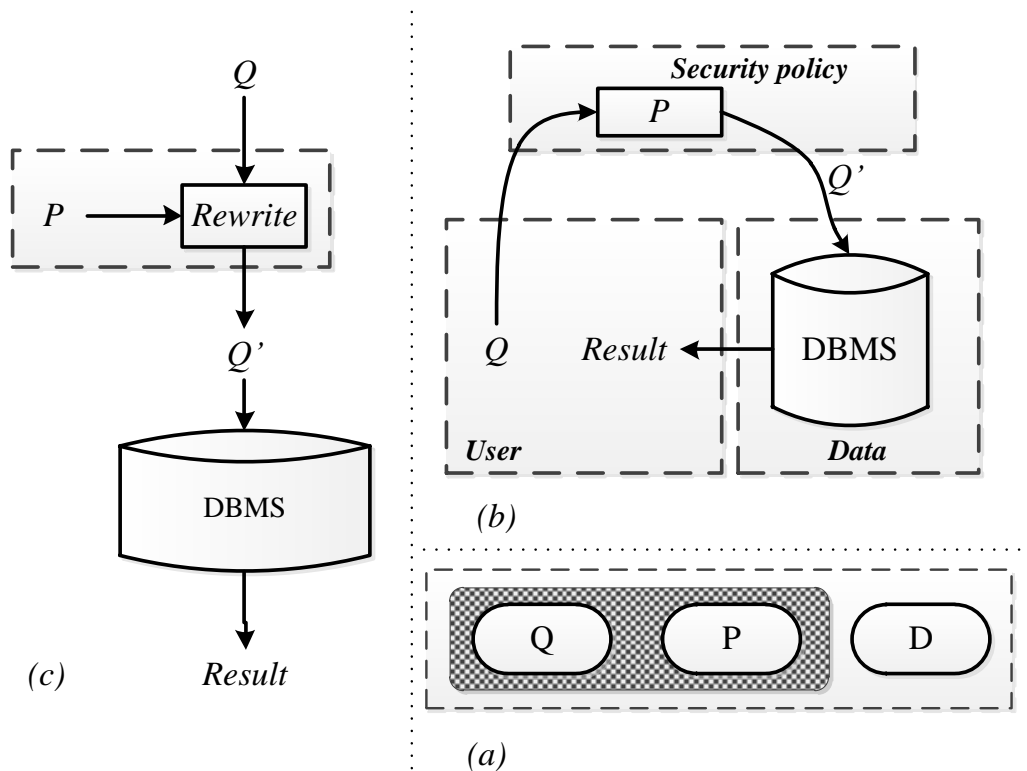 Q
P
Rewrite
Q’
DBMS
Result
(c)
Security policy
P
Q’
Q
Result
DBMS
User
Data
(b)
Q
P
D
(a)